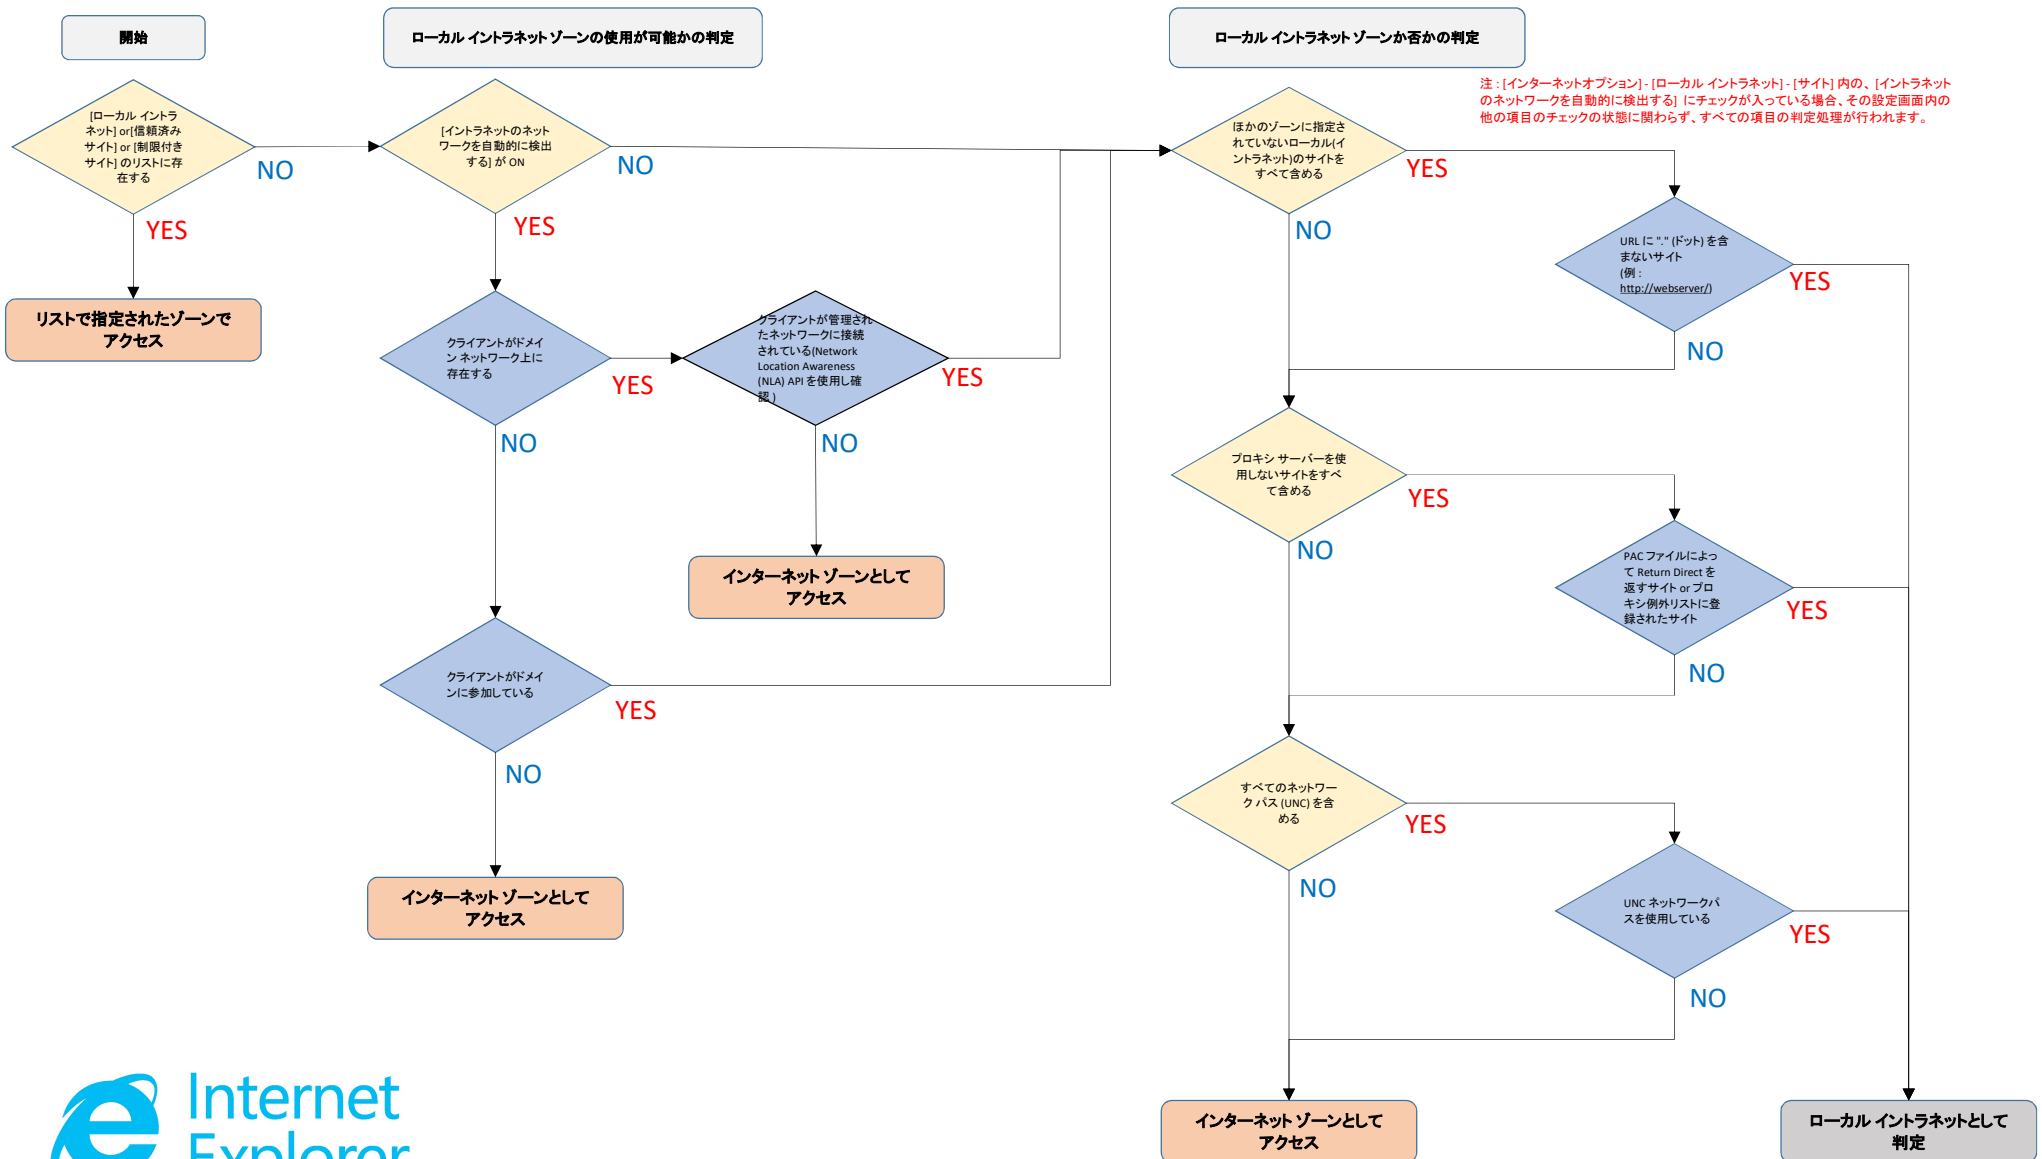 開始
ローカル イントラネット ゾーンの使用が可能かの判定
ローカル イントラネット ゾーンか否かの判定
注 : [インターネットオプション] - [ローカル イントラネット] - [サイト] 内の、 [イントラネット
のネットワークを自動的に検出する] にチェックが入っている場合、その設定画面内の
他の項目のチェックの状態に関わらず、すべての項目の判定処理が行われます。
[ローカル イントラ
ネット] or[信頼済み
サイト] or [制限付き
サイト] のリストに存
在する
NO
YES
リストで指定されたゾーンで
アクセス
[イントラネットのネット
ワークを自動的に検出
する] が ON
NO
YES
クライアントがドメイ
ン ネットワーク上に
存在する
YES
NO
クライアントが管理され
たネットワークに接続
されている(Network
Location Awareness
(NLA) API を使用し確
認 )
YES
NO
インターネット ゾーンとして
アクセス
クライアントがドメイ
ンに参加している
YES
NO
インターネット ゾーンとして
アクセス
ほかのゾーンに指定さ
れていないローカル(イ
ントラネット)のサイトを
すべて含める
YES
NO
URL に "." (ドット) を含
まないサイト
(例 :
http://webserver/)
YES
NO
プロキシ サーバーを使
用しないサイトをすべ
て含める
YES
NO
PAC ファイルによっ
て Return Direct を
返すサイト or プロ
キシ例外リストに登
録されたサイト
YES
NO
すべてのネットワー
ク パス (UNC) を含
める
YES
NO
UNC ネットワークパ
スを使用している
YES
NO
インターネット ゾーンとして
アクセス
ローカル イントラネットとして
判定
Internet
Explorer